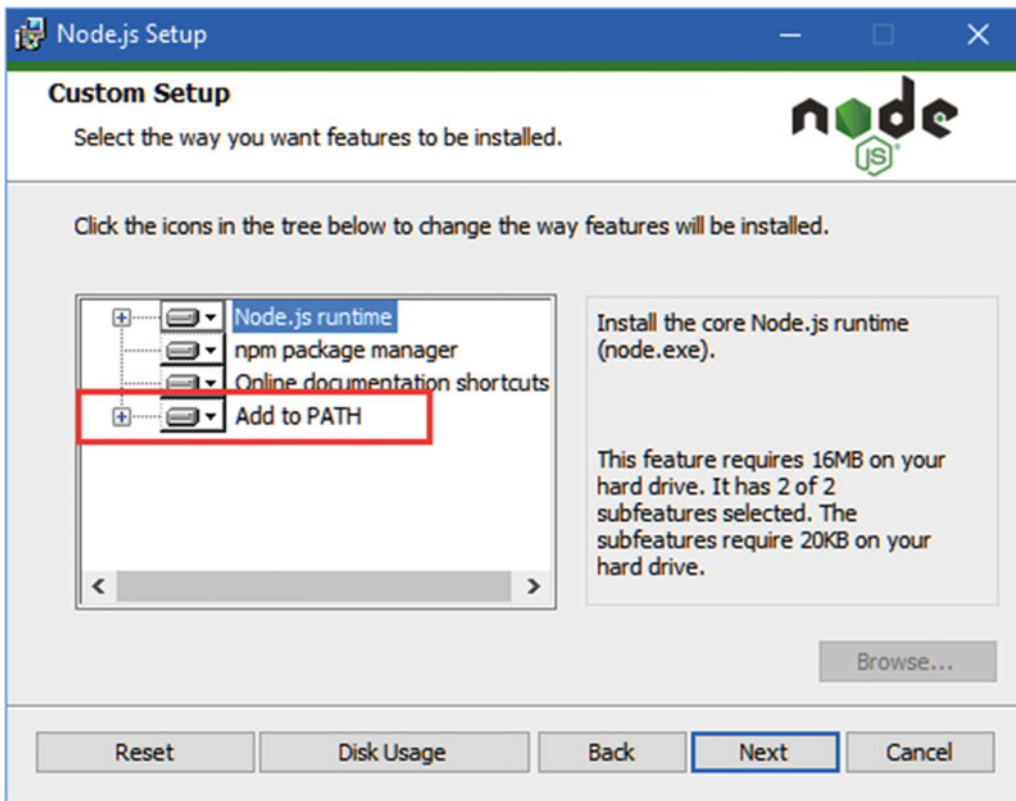 Node.js Setup
Custom Setup
Select the way you want features to be installed.
node
JS
Click the icons in the tree below to change the way features will be installed.
Node.js runtime
npm package manager
Online documentation shortcuts
Add to PATH
Install the core Node.js runtime
(node.exe).
This feature requires 16MB on your
hard drive. It has 2 of 2
subfeatures selected. The
subfeatures require 20KB on your
hard drive.
Browse...
Reset
Disk Usage
Back
Next
Cancel